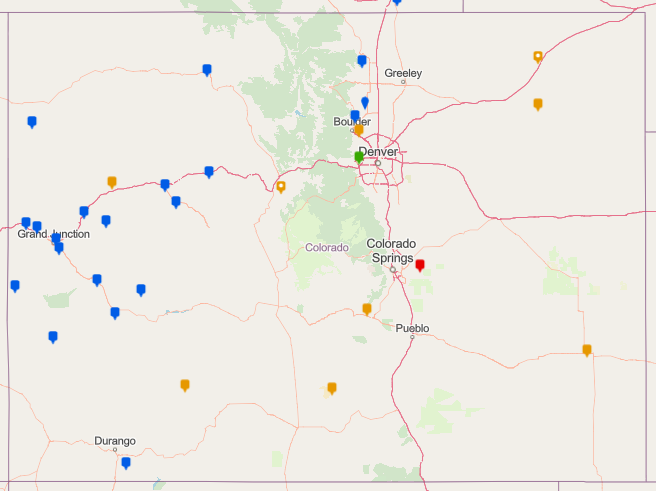 Greeley
Boulder
Denver
Grand Junction
Colorado
Colorado
Springs
Pueblo
Durango